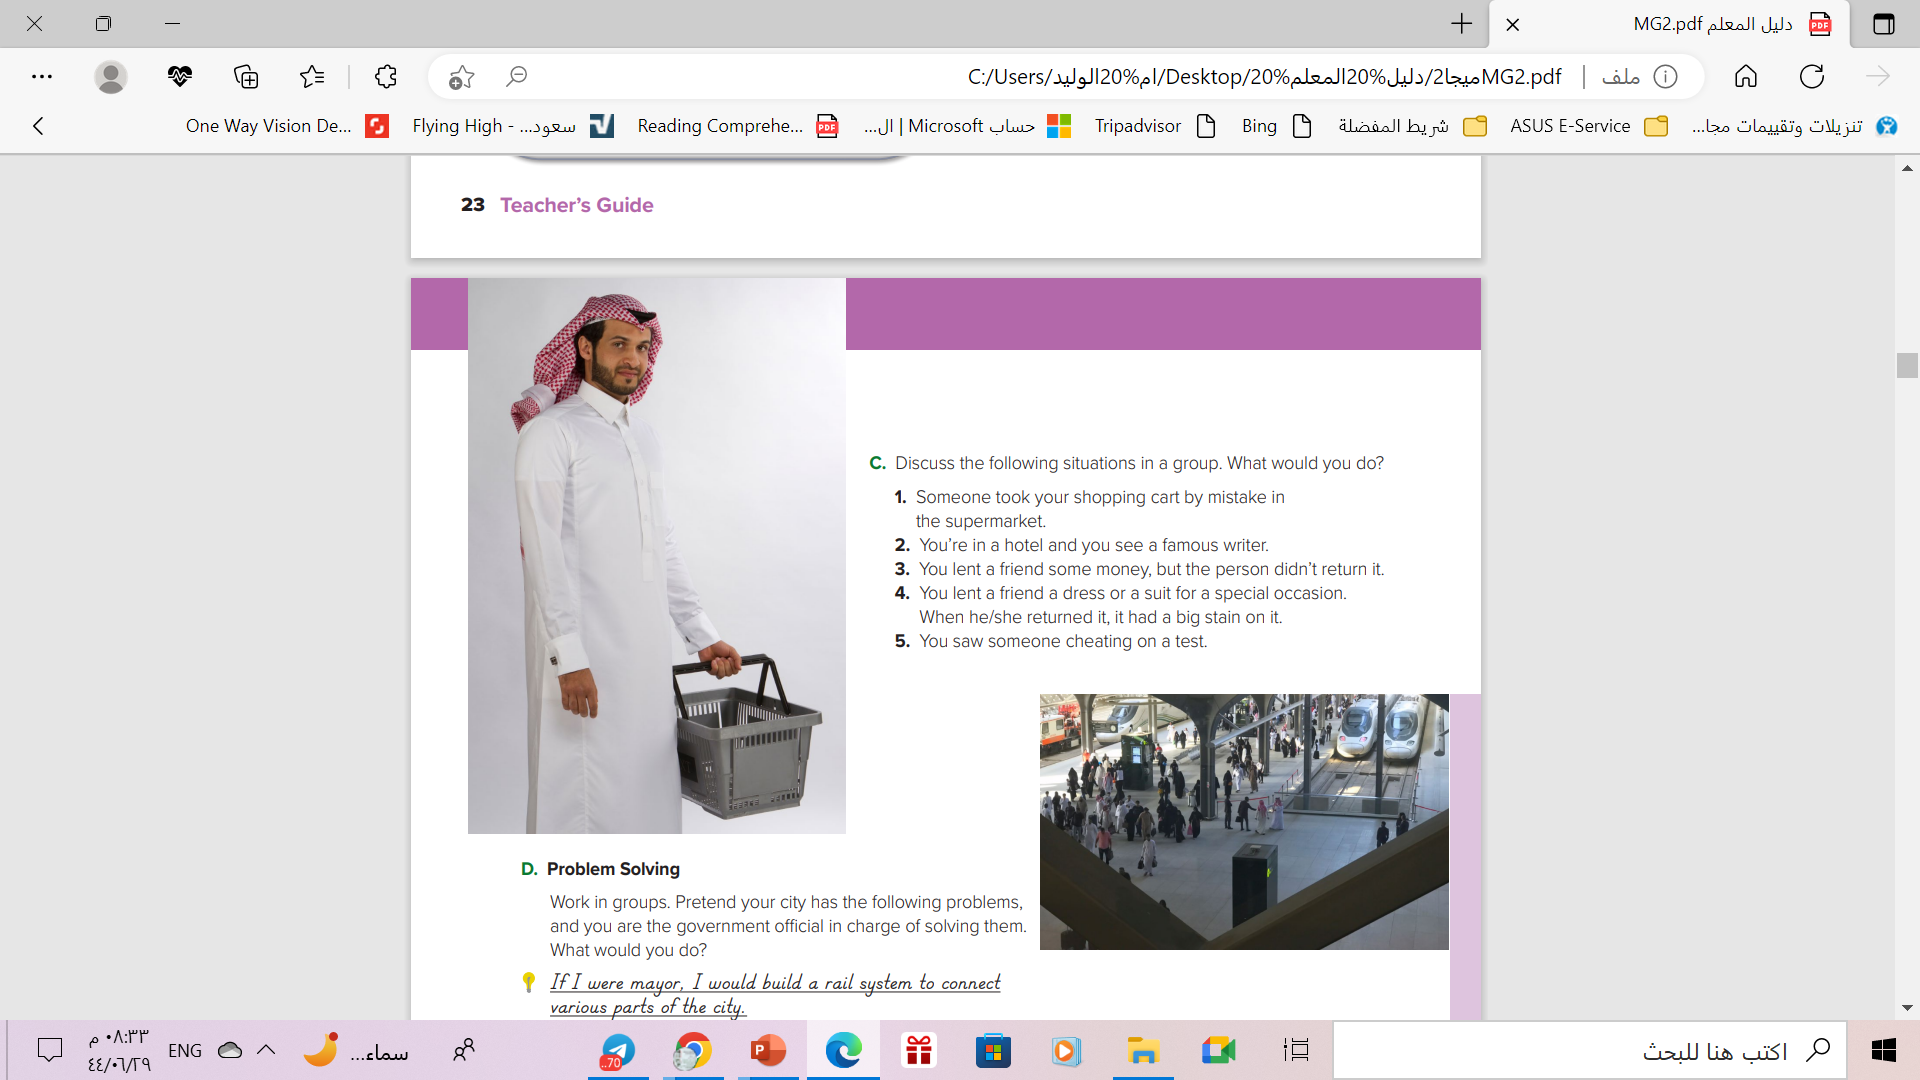 دليل المعلم MG2.pdf
C:/Users/ام%20الوليد/Desktop/ميجا2/دليل%20المعلم%20MG2.pdf
ملف
One Way Vision De...
Flying High - سعود...
Reading Comprehe...
حساب Microsoft | ال...
Tripadvisor
Bing
شريط المفضلة
ASUS E-Service
تنزيلات وتقييمات مجا...
23 Teacher's Guide
C. Discuss the following situations in a group. What would you do?
1. Someone took your shopping cart by mistake in
the supermarket.
2. You're in a hotel and you see a famous writer.
3. You lent a friend some money, but the person didn't return it.
4. You lent a friend a dress or a suit for a special occasion.
When he/she returned it, it had a big stain on it.
5. You saw someone cheating on a test.
D. Problem Solving
Work in groups. Pretend your city has the following problems,
and you are the government official in charge of solving them.
What would you do?
If I were mayor, I would build a rail system to connect
various parts of the city.
٠٨:٣٣ م
٤٤/٠٦/٢٩
ENG
سماء...
70..
اكتب هنا للبحث